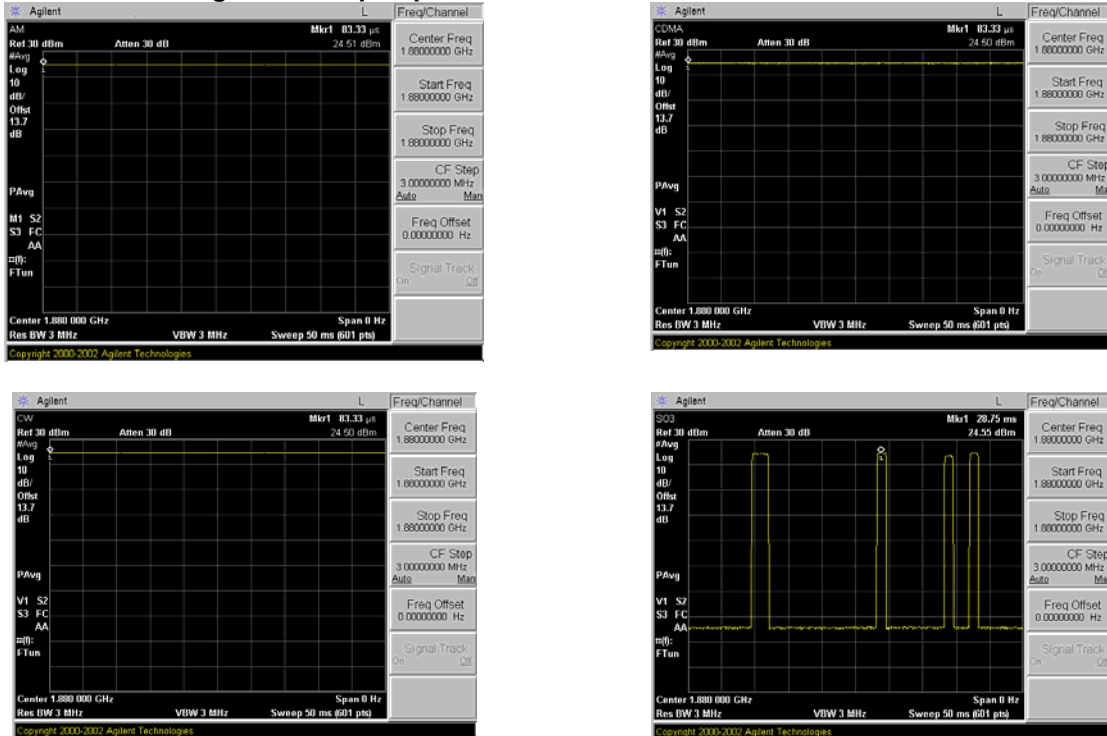 Agilent L Freq/Channel
AM Mkr1 83.33 µs
Ref 30 dBm Atten 30 dB 24.51 dBm
#Avg
Log
10
dB/
Offst
13.7
dB
1
PAvg
M1 S2
S3 FC
AA
¤(f):
FTun
Center 1.880 000 GHz Span 0 Hz
Res BW 3 MHz VBW 3 MHz Sweep 50 ms (601 pts)
Copyright 2000-2002 Agilent Technologies
Center Freq
1.88000000 GHz
Start Freq
1.88000000 GHz
Stop Freq
1.88000000 GHz
CF Step
3.00000000 MHz
Auto Man
Freq Offset
0.00000000 Hz
Signal Track
On Off
Agilent L Freq/Channel
CDMA Mkr1 83.33 µs
Ref 30 dBm Atten 30 dB 24.50 dBm
#Avg
Log
10
dB/
Offst
13.7
dB
1
PAvg
V1 S2
S3 FC
AA
¤(f):
FTun
Center 1.880 000 GHz Span 0 Hz
Res BW 3 MHz VBW 3 MHz Sweep 50 ms (601 pts)
Copyright 2000-2002 Agilent Technologies
Center Freq
1.88000000 GHz
Start Freq
1.88000000 GHz
Stop Freq
1.88000000 GHz
CF Step
3.00000000 MHz
Auto Ma
Freq Offset
0.00000000 Hz
Signal Track
On
Agilent L Freq/Channel
CW Mkr1 83.33 µs
Ref 30 dBm Atten 30 dB 24.50 dBm
#Avg
Log
10
dB/
Offst
13.7
dB
1
PAvg
V1 S2
S3 FC
AA
¤(f):
FTun
Center 1.880 000 GHz Span 0 Hz
Res BW 3 MHz VBW 3 MHz Sweep 50 ms (601 pts)
Copyright 2000-2002 Agilent Technologies
Center Freq
1.88000000 GHz
Start Freq
1.88000000 GHz
Stop Freq
1.88000000 GHz
CF Step
3.00000000 MHz
Auto Man
Freq Offset
0.00000000 Hz
Signal Track
On Off
Agilent L Freq/Channel
SO3 Mkr1 28.75 ms
Ref 30 dBm Atten 30 dB 24.55 dBm
#Avg
Log
10
dB/
Offst
13.7
dB
1
PAvg
V1 S2
S3 FC
AA
¤(f):
FTun
Center 1.880 000 GHz Span 0 Hz
Res BW 3 MHz VBW 3 MHz Sweep 50 ms (601 pts)
Copyright 2000-2002 Agilent Technologies
Center Freq
1.88000000 GHz
Start Freq
1.88000000 GHz
Stop Freq
1.88000000 GHz
CF Step
3.00000000 MHz
Auto Ma
Freq Offset
0.00000000 Hz
Signal Track
On